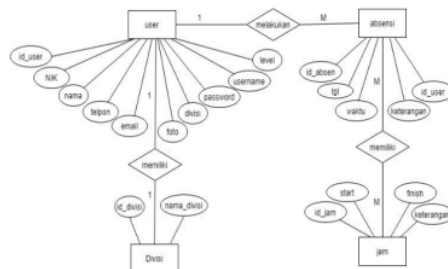 user
1
melakukan
M
absensi
id_user
NIK
nama
telpon
email
foto
divisi
password
username
level
id_absen
tgl
waktu
keterangan
id_user
1
memiliki
1
M
memiliki
M
id_divisi
nama_divisi
Divisi
id_jam
start
finish
keterangan
jam